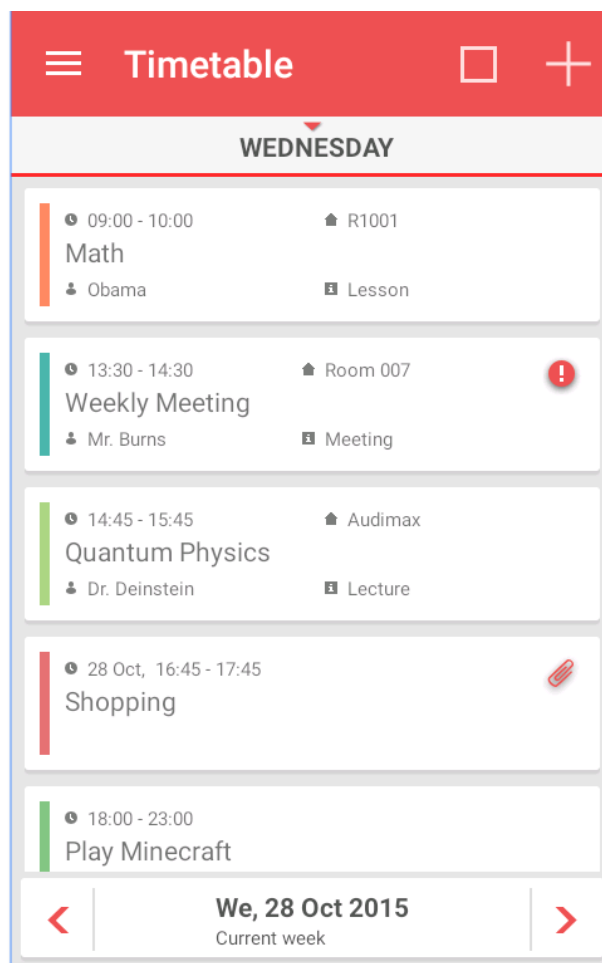 Timetable
WEDNESDAY
09:00 - 10:00 R1001
Math
Obama Lesson
13:30 - 14:30 Room 007
Weekly Meeting
Mr. Burns Meeting
14:45 - 15:45 Audimax
Quantum Physics
Dr. Deinstein Lecture
28 Oct, 16:45 - 17:45
Shopping
18:00 - 23:00
Play Minecraft
We, 28 Oct 2015
Current week